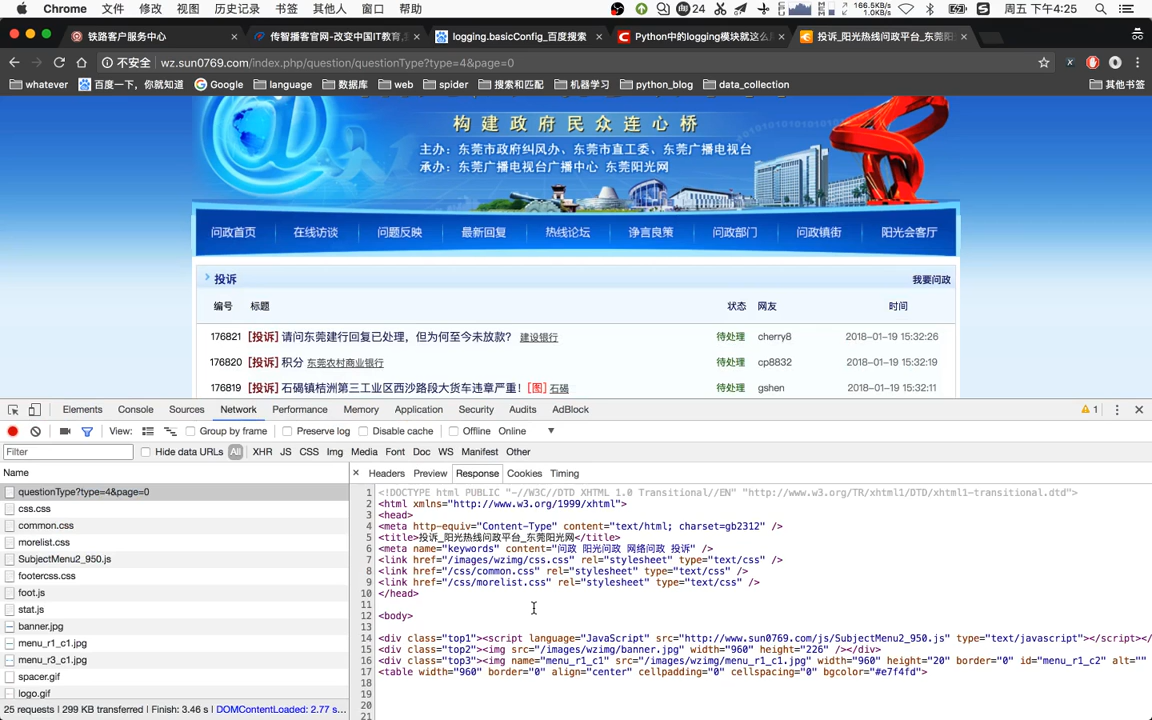 Chrome 文件 修改 视图 历史记录 书签 其他人 窗口 帮助 24 166.5KB/s 1.0KB/s 周五下午4:25
铁路客户服务中心 传智播客官网-改变中国IT教育, logging.basicConfig_百度搜索 Python中的logging模块就这么 投诉_阳光热线问政平台_东莞阳
不安全 wz.sun0769.com/index.php/question/questionType?type=4&page=0
whatever 百度一下，你就知道 Google language 数据库 web spider 搜索和匹配 机器学习 python_blog data_collection 其他书签
构建政府民众连心桥
主办：东莞市政府纠风办、东莞市直工委、东莞广播电视台
承办：东莞广播电视台广播中心 东莞阳光网
问政首页 在线访谈 问题反映 最新回复 热线论坛 诤言良策 问政部门 问政镇街 阳光会客厅
投诉 我要问政
编号 标题 状态 网友 时间
176821 [投诉] 请问东莞建行回复已处理，但为何至今未放款？ 建设银行 待处理 cherry8 2018-01-19 15:32:26
176820 [投诉] 积分 东莞农村商业银行 待处理 cp8832 2018-01-19 15:32:19
176819 [投诉] 石碣镇桔洲第三工业区西沙路段大货车违章严重！ [图] 石碣 待处理 gshen 2018-01-19 15:32:11
Elements Console Sources Network Performance Memory Application Security Audits AdBlock 1
View: Group by frame Preserve log Disable cache Offline Online
Filter Hide data URLs All XHR JS CSS Img Media Font Doc WS Manifest Other
Name Headers Preview Response Cookies Timing
questionType?type=4&page=0
css.css
common.css
morelist.css
SubjectMenu2_950.js
footercss.css
foot.js
stat.js
banner.jpg
menu_r1_c1.jpg
menu_r3_c1.jpg
spacer.gif
logo.gif
25 requests | 299 KB transferred | Finish: 3.46 s | DOMContentLoaded: 2.77 s...
1 <!DOCTYPE html PUBLIC "-//W3C//DTD XHTML 1.0 Transitional//EN" "http://www.w3.org/TR/xhtml1/DTD/xhtml1-transitional.dtd">
2 <html xmlns="http://www.w3.org/1999/xhtml">
3 <head>
4 <meta http-equiv="Content-Type" content="text/html; charset=gb2312" />
5 <title>投诉_阳光热线问政平台_东莞阳光网</title>
6 <meta name="keywords" content="问政 阳光问政 网络问政 投诉" />
7 <link href="/images/wzimg/css.css" rel="stylesheet" type="text/css" />
8 <link href="/css/common.css" rel="stylesheet" type="text/css" />
9 <link href="/css/morelist.css" rel="stylesheet" type="text/css" />
10 </head>
11
12 <body>
13
14 <div class="top1"><script language="JavaScript" src="http://www.sun0769.com/js/SubjectMenu2_950.js" type="text/javascript"></script></
15 <div class="top2"><img src="/images/wzimg/banner.jpg" width="960" height="226" /></div>
16 <div class="top3"><img name="menu_r1_c1" src="/images/wzimg/menu_r1_c1.jpg" width="960" height="20" border="0" id="menu_r1_c2" alt=""
17 <table width="960" border="0" align="center" cellpadding="0" cellspacing="0" bgcolor="#e7f4fd">
18
19
20
21